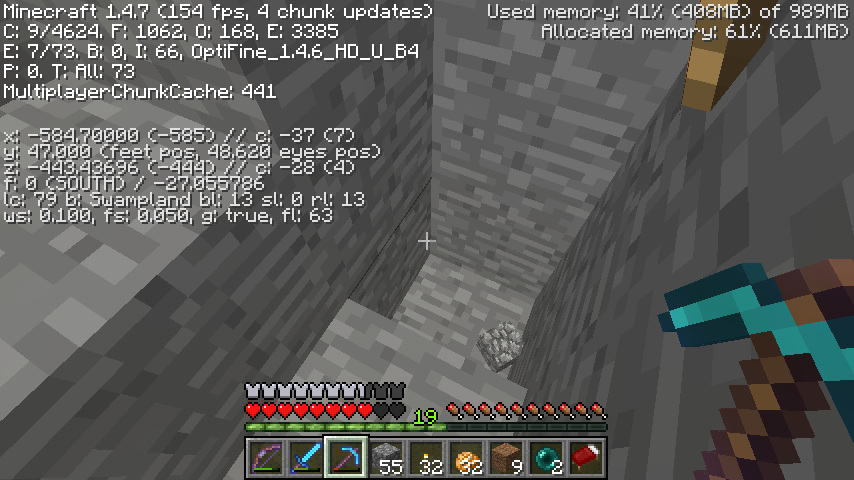 Minecraft 1.4.7 (154 fps, 4 chunk updates)
C: 9/4624, F: 1062, O: 168, E: 3385
E: 7/73, B: 0, I: 66, OptiFine_1.4.6_HD_U_B4
P: 0, T: All: 73
MultiplayerChunkCache: 441
Used memory: 41% (408MB) of 989MB
Allocated memory: 61% (611MB)
x: -584.70000 (-585) // c: -37 (7)
y: 47.000 (feet pos, 48.620 eyes pos)
z: -443.43696 (-444) // c: -28 (4)
f: 0 (SOUTH) / -27.055786
lc: 79 b: Swampland bl: 13 sl: 0 rl: 13
ws: 0.100, fs: 0.050, g: true, fl: 63
19
55 32 32 9 2